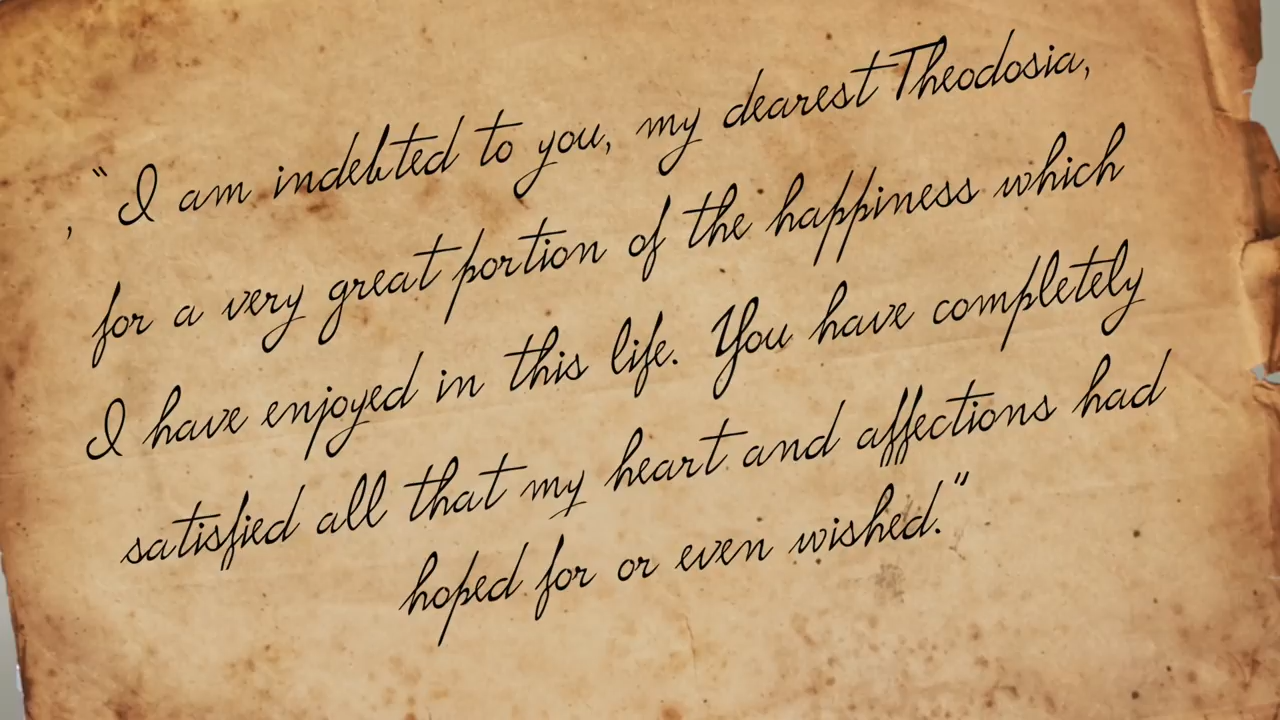 , “ I am indebted to you, my dearest Theodosia,
for a very great portion of the happiness which
I have enjoyed in this life. You have completely
satisfied all that my heart and affections had
hoped for or even wished.”